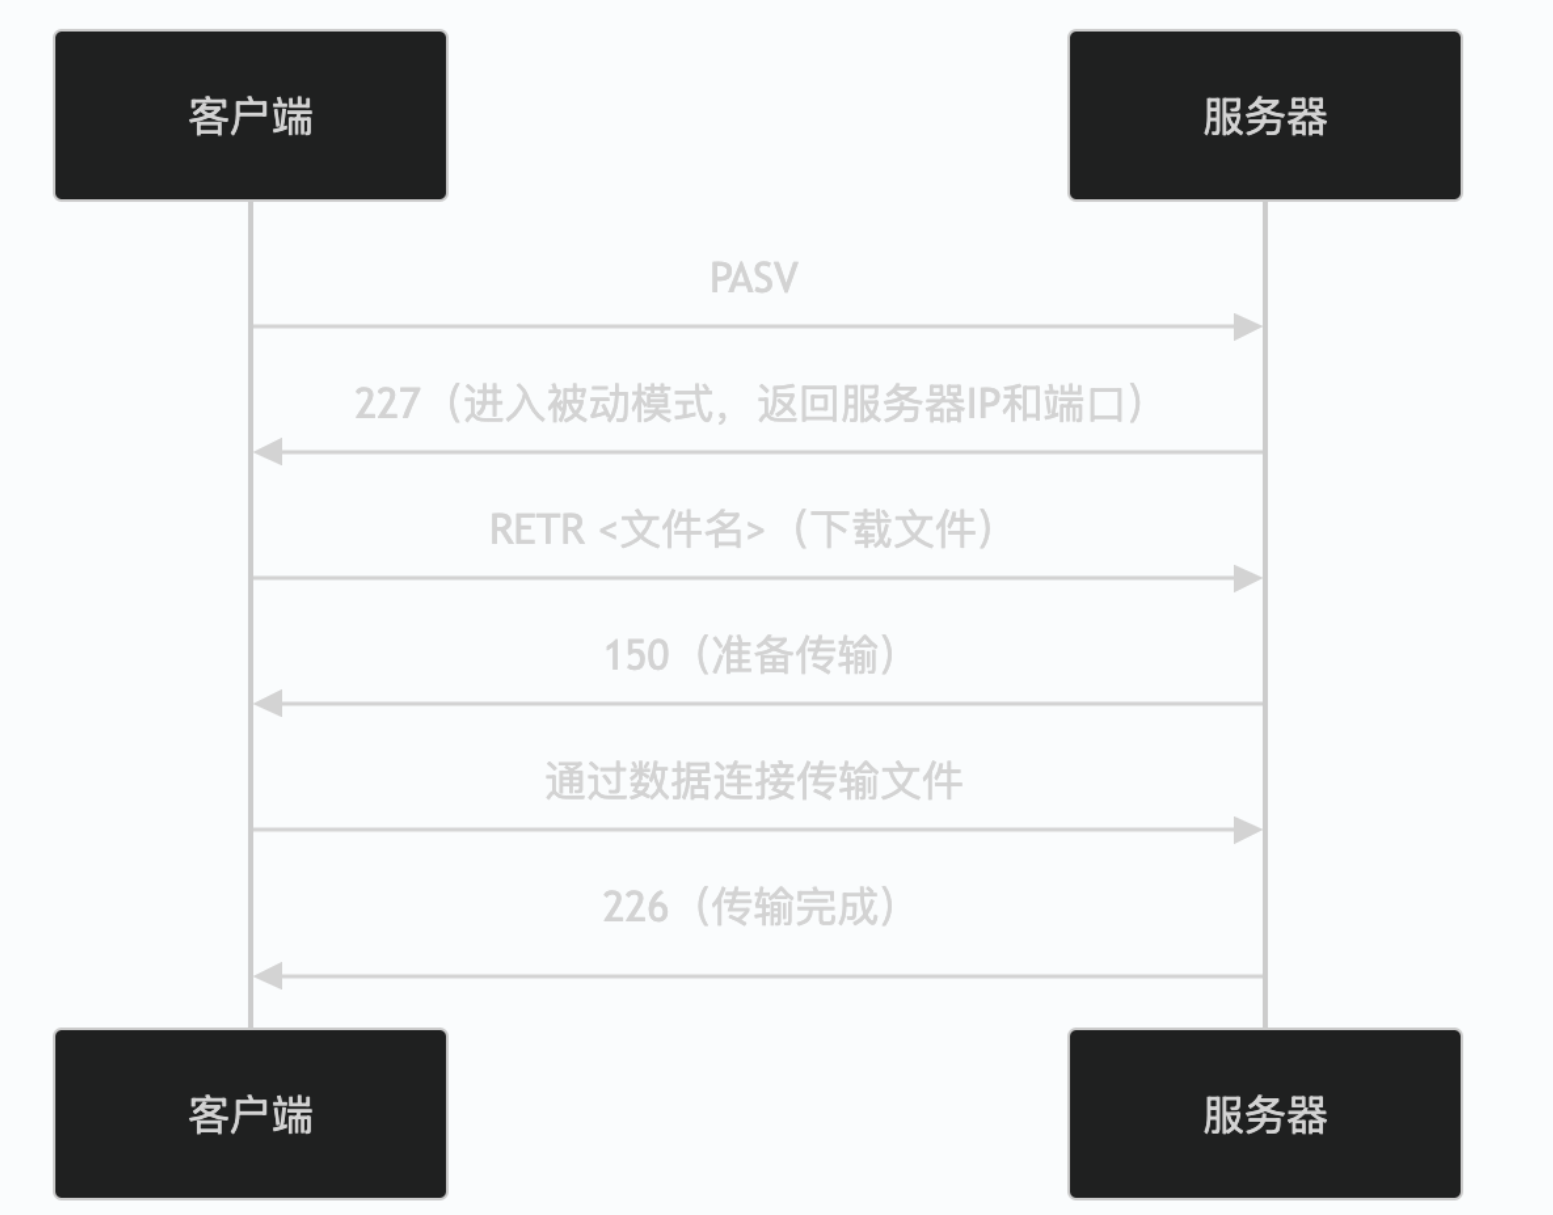 客户端
服务器
PASV
227（进入被动模式，返回服务器IP和端口）
RETR <文件名>（下载文件）
150（准备传输）
通过数据连接传输文件
226（传输完成）
客户端
服务器